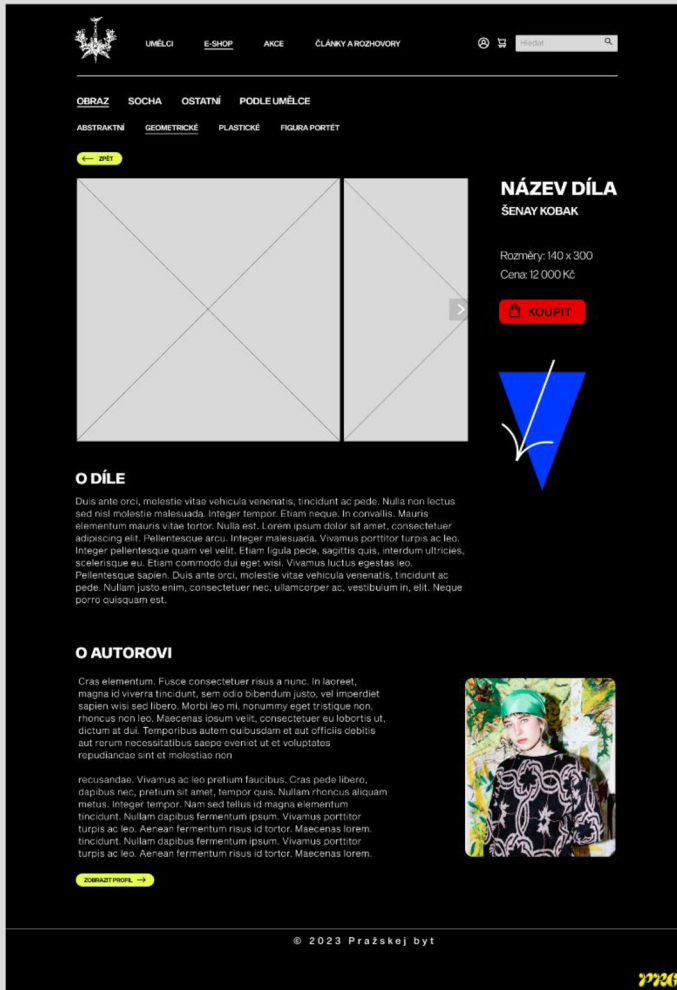 UMĚLCI E-SHOP AKCE ČLÁNKY A ROZHOVORY Hledat
OBRAZ SOCHA OSTATNÍ PODLE UMĚLCE
ABSTRAKTNÍ GEOMETRICKÉ PLASTICKÉ FIGURA PORTÉT
ZPĚT
NÁZEV DÍLA
ŠENAY KOBAK
Rozměry: 140 x 300
Cena: 12 000 Kč
KOUPIT
O DÍLE
Duis ante orci, molestie vitae vehicula venenatis, tincidunt ac pede. Nulla non lectus
sed nisl molestie malesuada. Integer tempor. Etiam neque. In convallis. Mauris
elementum mauris vitae tortor. Nulla est. Lorem ipsum dolor sit amet, consectetuer
adipiscing elit. Pellentesque arcu. Integer malesuada. Vivamus porttitor turpis ac leo.
Integer pellentesque quam vel velit. Etiam ligula pede, sagittis quis, interdum ultricies,
scelerisque eu. Etiam commodo dui eget wisi. Vivamus luctus egestas leo.
Pellentesque sapien. Duis ante orci, molestie vitae vehicula venenatis, tincidunt ac
pede. Nullam justo enim, consectetuer nec, ullamcorper ac, vestibulum in, elit. Neque
porro quisquam est.
O AUTOROVI
Cras elementum. Fusce consectetuer risus a nunc. In laoreet,
magna id viverra tincidunt, sem odio bibendum justo, vel imperdiet
sapien wisi sed libero. Morbi leo mi, nonummy eget tristique non,
rhoncus non leo. Maecenas ipsum velit, consectetuer eu lobortis ut,
dictum at dui. Temporibus autem quibusdam et aut officiis debitis
aut rerum necessitatibus saepe eveniet ut et voluptates
repudiandae sint et molestiae non
recusandae. Vivamus ac leo pretium faucibus. Cras pede libero,
dapibus nec, pretium sit amet, tempor quis. Nullam rhoncus aliquam
metus. Integer tempor. Nam sed tellus id magna elementum
tincidunt. Nullam dapibus fermentum ipsum. Vivamus porttitor
turpis ac leo. Aenean fermentum risus id tortor. Maecenas lorem.
tincidunt. Nullam dapibus fermentum ipsum. Vivamus porttitor
turpis ac leo. Aenean fermentum risus id tortor. Maecenas lorem.
ZOBRAZIT PROFIL
© 2023 Pražskej byt